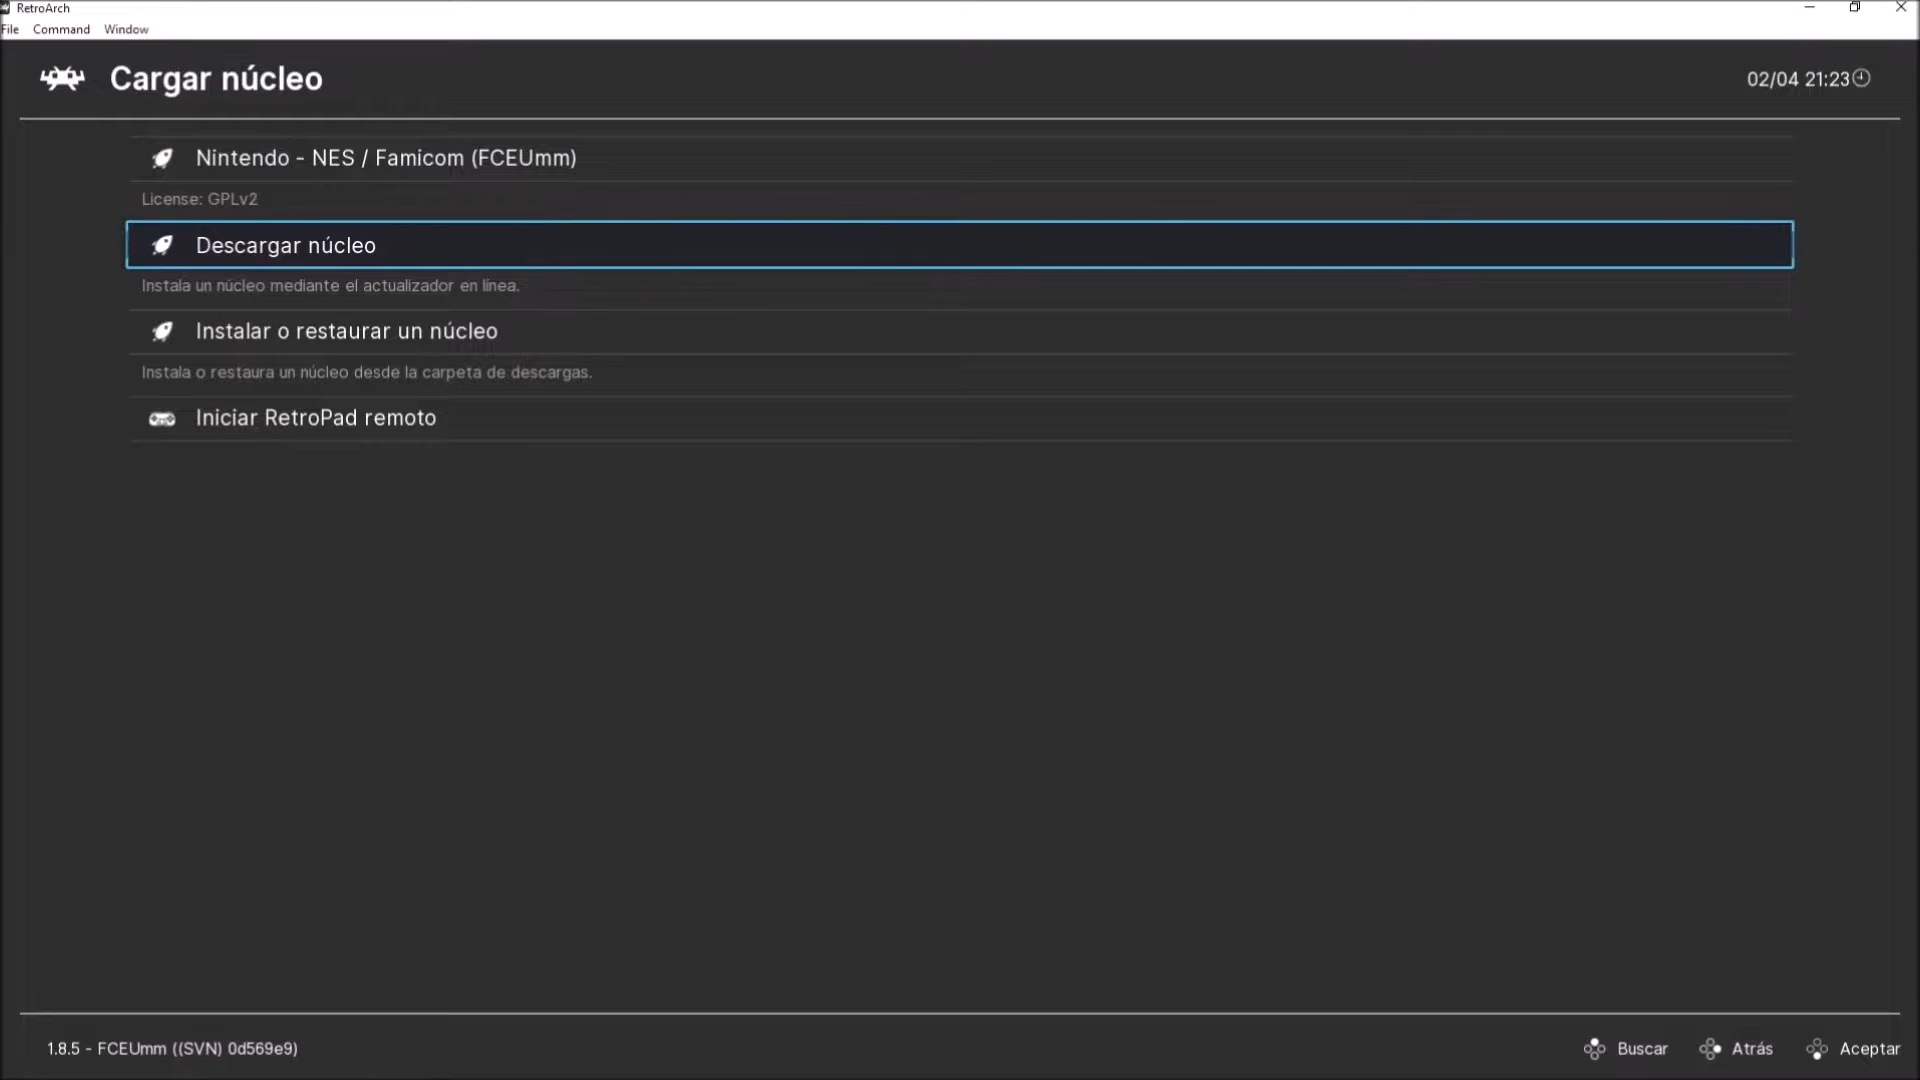 RetroArch
File Command Window
Cargar núcleo
02/04 21:23
Nintendo - NES / Famicom (FCEUmm)
License: GPLv2
Descargar núcleo
Instala un núcleo mediante el actualizador en línea.
Instalar o restaurar un núcleo
Instala o restaura un núcleo desde la carpeta de descargas.
Iniciar RetroPad remoto
1.8.5 - FCEUmm ((SVN) 0d569e9)
Buscar Atrás Aceptar